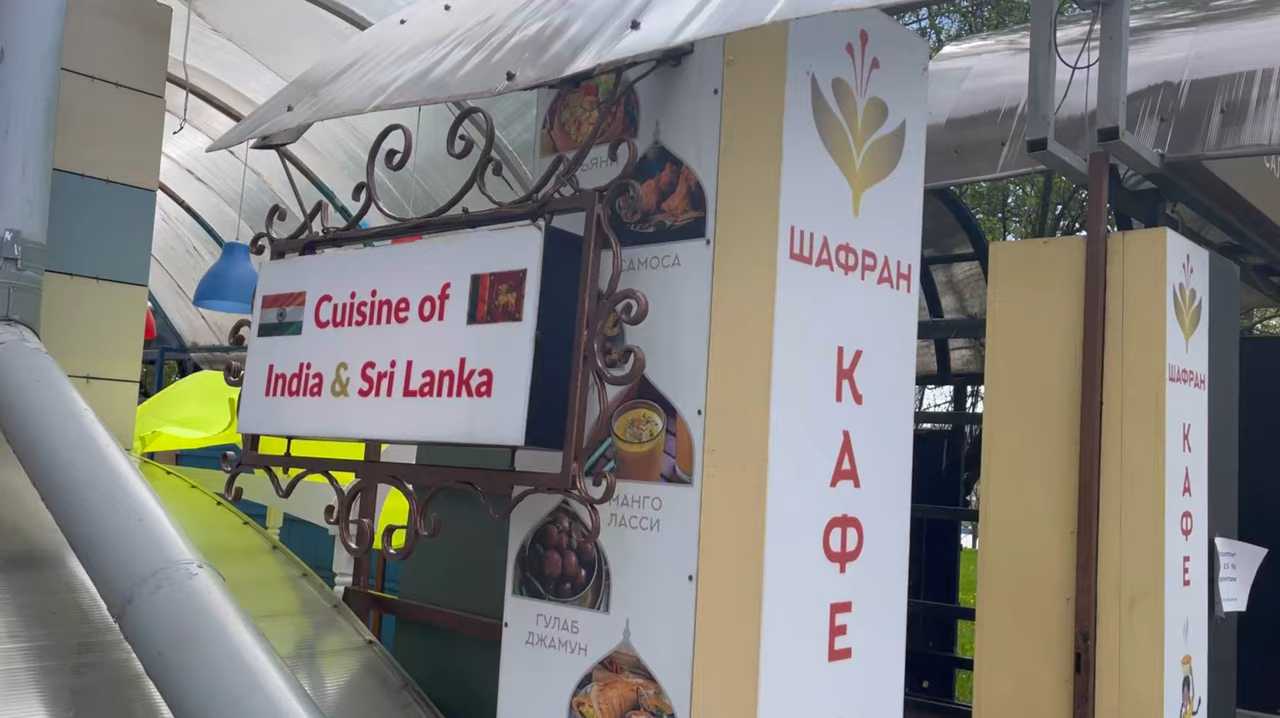 Cuisine of
India & Sri Lanka
САМОСА
МАНГО
ЛАССИ
ГУЛАБ
ДЖАМУН
ШАФРАН
К
А
Ф
Е
ШАФРАН
К
А
Ф
Е